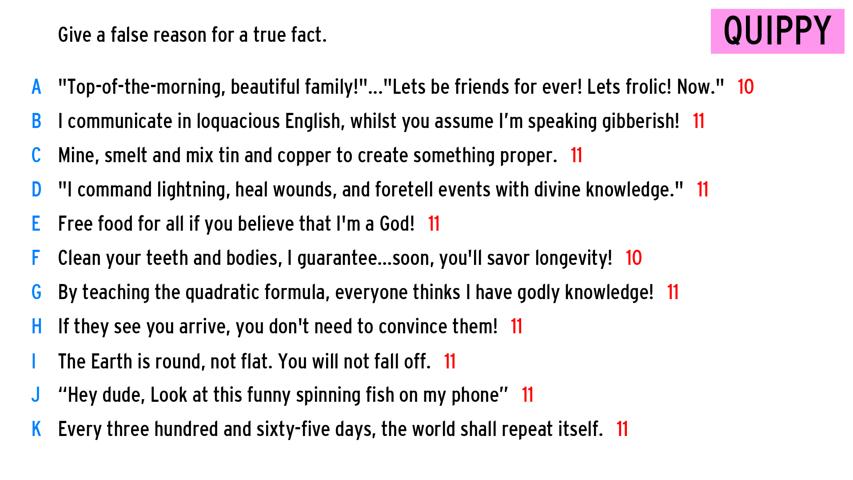 QUIPPY
Give a false reason for a true fact.
A "Top-of-the-morning, beautiful family!"..."Lets be friends for ever! Lets frolic! Now." 10
B I communicate in loquacious English, whilst you assume I'm speaking gibberish! 11
C Mine, smelt and mix tin and copper to create something proper. 11
D "I command lightning, heal wounds, and foretell events with divine knowledge." 11
E Free food for all if you believe that I'm a God! 11
F Clean your teeth and bodies, I guarantee...soon, you'll savor longevity! 10
G By teaching the quadratic formula, everyone thinks I have godly knowledge! 11
H If they see you arrive, you don't need to convince them! 11
I The Earth is round, not flat. You will not fall off. 11
J “Hey dude, Look at this funny spinning fish on my phone” 11
K Every three hundred and sixty-five days, the world shall repeat itself. 11